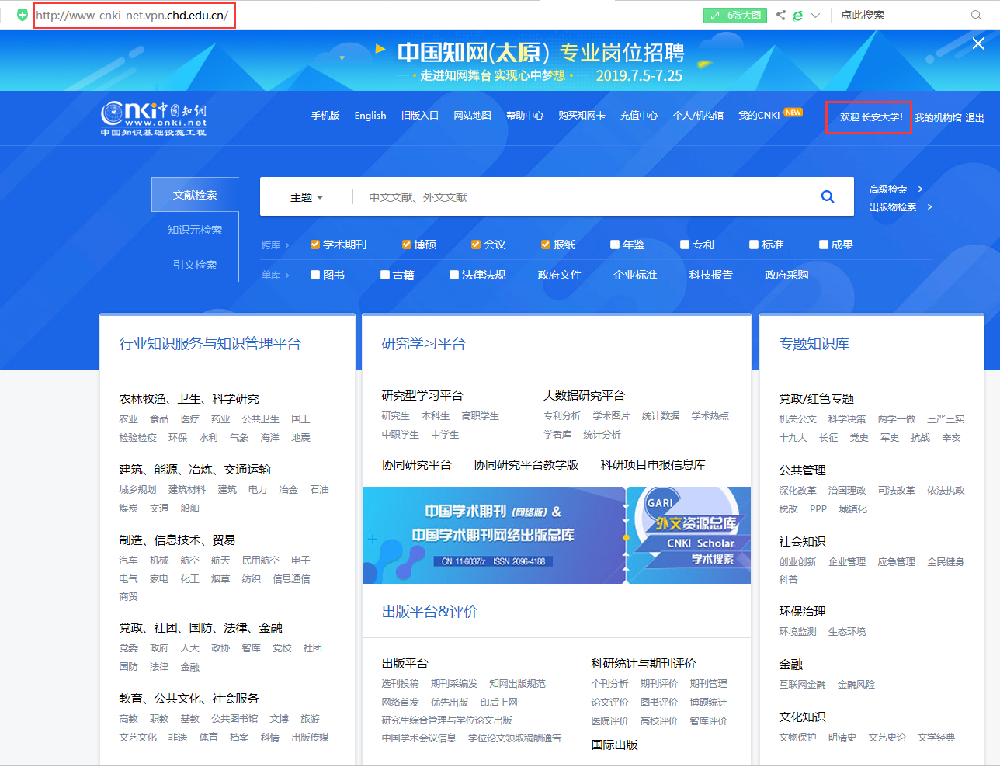 http://www-cnki-net.vpn.chd.edu.cn/
6张大图
点此搜索
中国知网(太原) 专业岗位招聘
走进知网舞台 实现心中梦想 2019.7.5-7.25
Cnki 中国知网
www.cnki.net
中国知识基础设施工程
手机版 English 旧版入口 网站地图 帮助中心 购买知网卡 充值中心 个人/机构馆 我的CNKI NEW 欢迎 长安大学! 我的机构馆 退出
文献检索
知识元检索
引文检索
主题 中文文献、外文文献
高级检索 >
出版物检索 >
跨库 > 学术期刊 博硕 会议 报纸 年鉴 专利 标准 成果
单库 > 图书 古籍 法律法规 政府文件 企业标准 科技报告 政府采购
行业知识服务与知识管理平台
农林牧渔、卫生、科学研究
农业 食品 医疗 药业 公共卫生 国土
检验检疫 环保 水利 气象 海洋 地震
建筑、能源、冶炼、交通运输
城乡规划 建筑材料 建筑 电力 冶金 石油
煤炭 交通 船舶
制造、信息技术、贸易
汽车 机械 航空 航天 民用航空 电子
电气 家电 化工 烟草 纺织 信息通信
商贸
党政、社团、国防、法律、金融
党委 政府 人大 政协 智库 党校 社团
国防 法律 金融
教育、公共文化、社会服务
高教 职教 基教 公共图书馆 文博 旅游
文艺文化 非遗 体育 档案 科情 出版传媒
研究学习平台
研究型学习平台
研究生 本科生 高职学生
中职学生 中学生
大数据研究平台
专利分析 学术图片 统计数据 学术热点
学者库 统计分析
协同研究平台 协同研究平台教学版 科研项目申报信息库
中国学术期刊 (网络版) &
中国学术期刊网络出版总库
CN 11-6037/z ISSN 2096-4188
GARI
外文资源总库
CNKI Scholar
学术搜索
出版平台&评价
出版平台
选刊投稿 期刊采编发 知网出版规范
网络首发 优先出版 印后上网
研究生综合管理与学位论文出版
中国学术会议信息 学位论文领取稿酬通告
科研统计与期刊评价
个刊分析 期刊评价 期刊管理
论文评价 图书评价 博硕统计
医院评价 高校评价 智库评价
国际出版
专题知识库
党政/红色专题
机关公文 科学决策 两学一做 三严三实
十九大 长征 党史 军史 抗战 辛亥
公共管理
深化改革 治国理政 司法改革 依法执政
税改 PPP 城镇化
社会知识
创业创新 企业管理 应急管理 全民健身
科普
环保治理
环境监测 生态环境
金融
互联网金融 金融风险
文化知识
文物保护 明清史 文艺史论 文学经典